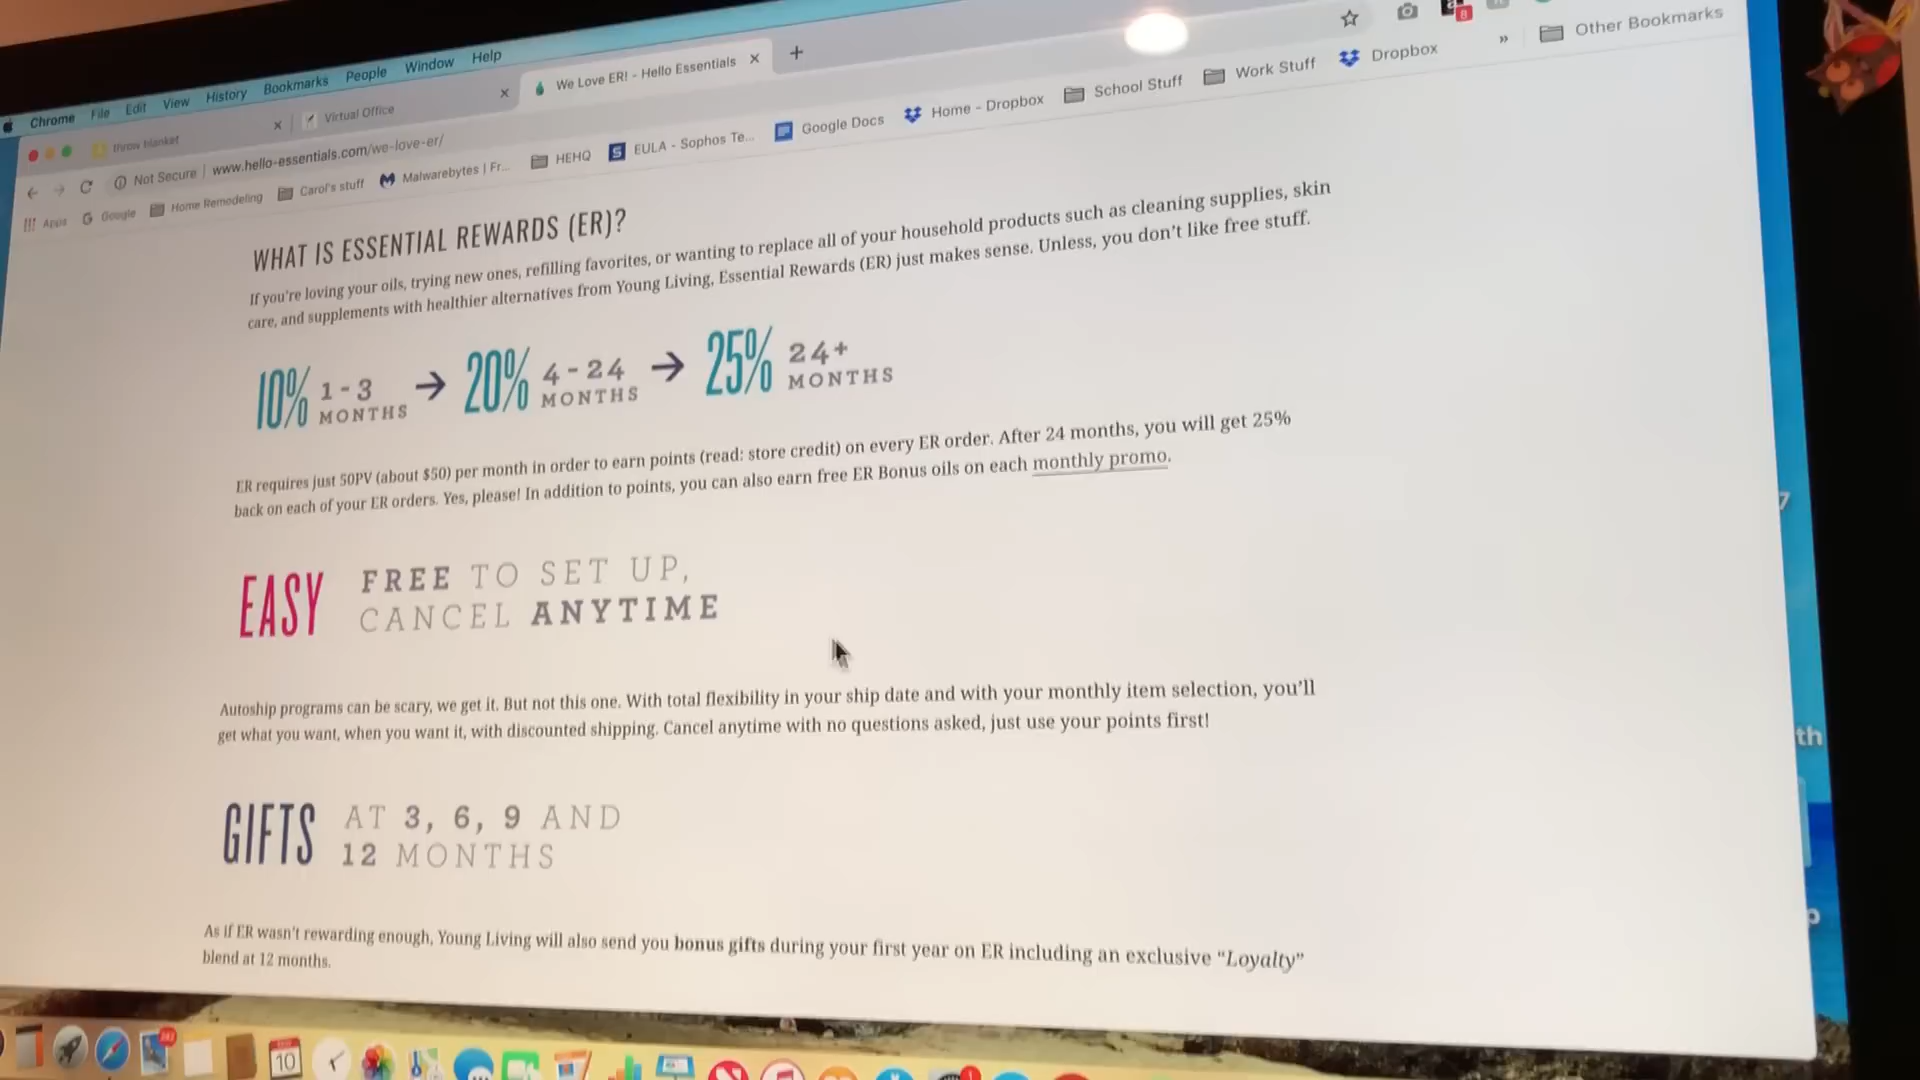 Chrome File Edit View History Bookmarks People Window Help
throw blanket
Virtual Office
We Love ER! - Hello Essentials
Not Secure | www.hello-essentials.com/we-love-er/
Apps Google Home Remodeling Carol's stuff Malwarebytes | Fr... HEHQ EULA - Sophos Te... Google Docs Home - Dropbox School Stuff Work Stuff Dropbox » Other Bookmarks
8
WHAT IS ESSENTIAL REWARDS (ER)?
If you're loving your oils, trying new ones, refilling favorites, or wanting to replace all of your household products such as cleaning supplies, skin
care, and supplements with healthier alternatives from Young Living, Essential Rewards (ER) just makes sense. Unless, you don't like free stuff.
10% 1-3 MONTHS → 20% 4-24 MONTHS → 25% 24+ MONTHS
ER requires just 50PV (about $50) per month in order to earn points (read: store credit) on every ER order. After 24 months, you will get 25%
back on each of your ER orders. Yes, please! In addition to points, you can also earn free ER Bonus oils on each monthly promo.
EASY FREE TO SET UP,
CANCEL ANYTIME
Autoship programs can be scary, we get it. But not this one. With total flexibility in your ship date and with your monthly item selection, you'll
get what you want, when you want it, with discounted shipping. Cancel anytime with no questions asked, just use your points first!
GIFTS AT 3, 6, 9 AND
12 MONTHS
As if ER wasn't rewarding enough, Young Living will also send you bonus gifts during your first year on ER including an exclusive "Loyalty"
blend at 12 months.
7
th
p
10
1